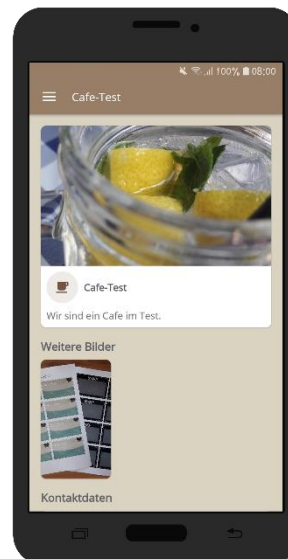 100% 08:00
Cafe-Test
Cafe-Test
Wir sind ein Cafe im Test.
Weitere Bilder
Kontaktdaten